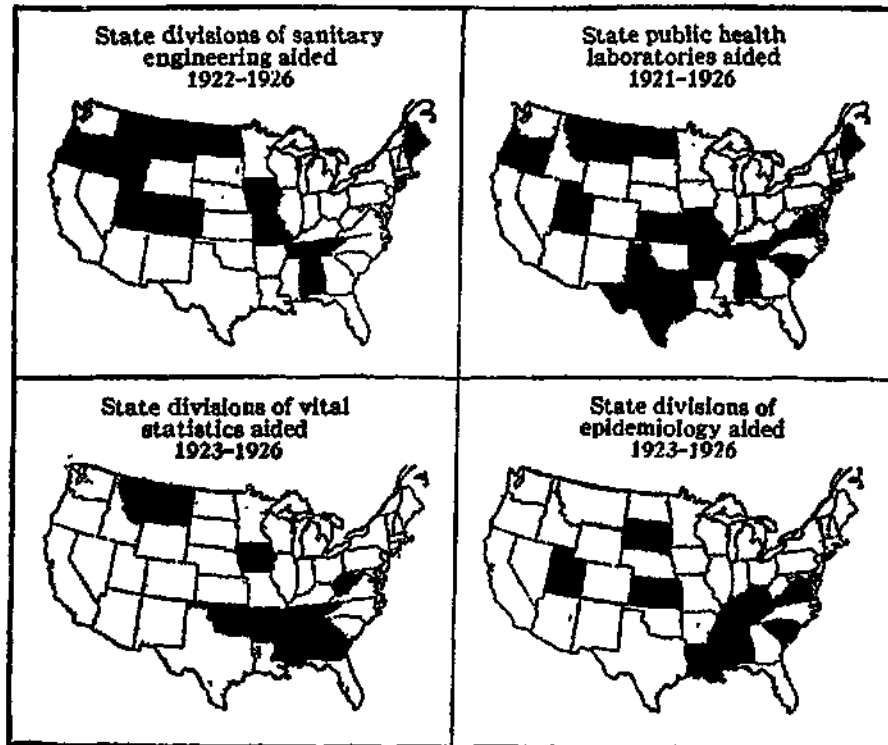 State divisions of sanitary
engineering aided
1922-1926
State public health
laboratories aided
1921-1926
State divisions of vital
statistics aided
1923-1926
State divisions of
epidemiology aided
1923-1926